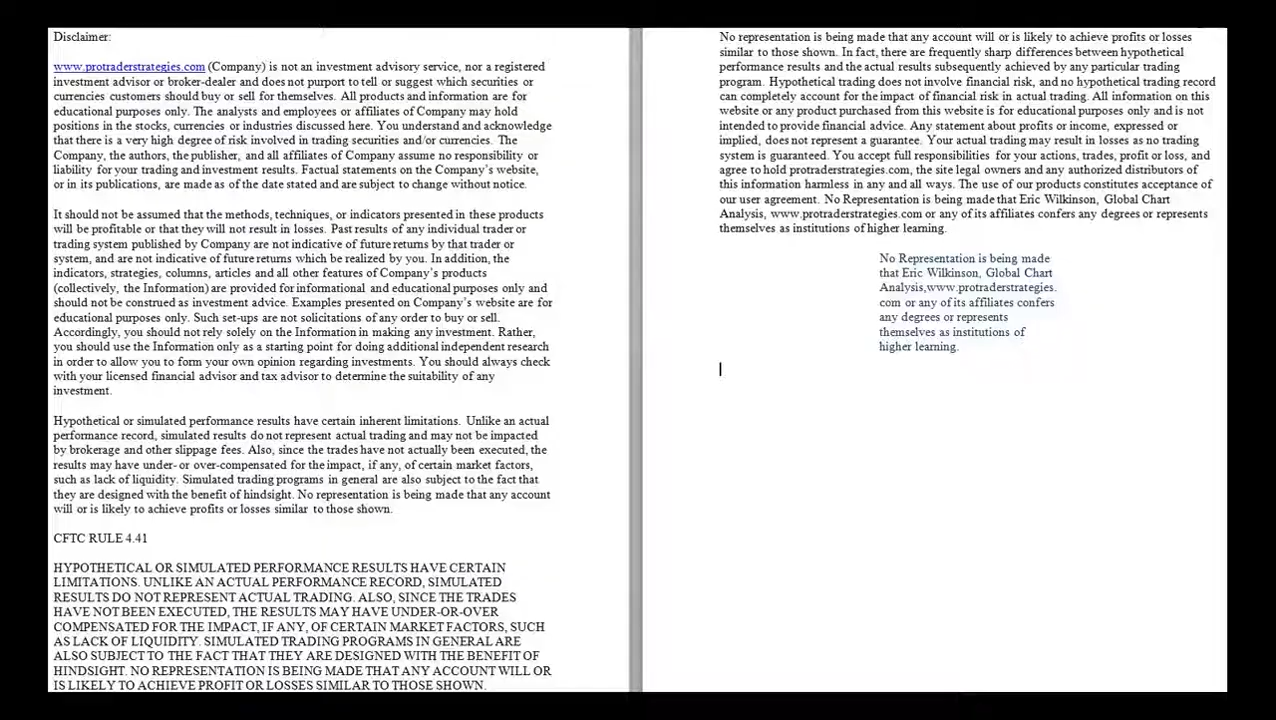 Disclaimer:
www.protraderstrategies.com (Company) is not an investment advisory service, nor a registered
investment advisor or broker-dealer and does not purport to tell or suggest which securities or
currencies customers should buy or sell for themselves. All products and information are for
educational purposes only. The analysts and employees or affiliates of Company may hold
positions in the stocks, currencies or industries discussed here. You understand and acknowledge
that there is a very high degree of risk involved in trading securities and/or currencies. The
Company, the authors, the publisher, and all affiliates of Company assume no responsibility or
liability for your trading and investment results. Factual statements on the Company's website,
or in its publications, are made as of the date stated and are subject to change without notice.
It should not be assumed that the methods, techniques, or indicators presented in these products
will be profitable or that they will not result in losses. Past results of any individual trader or
trading system published by Company are not indicative of future returns by that trader or
system, and are not indicative of future returns which be realized by you. In addition, the
indicators, strategies, columns, articles and all other features of Company's products
(collectively, the Information) are provided for informational and educational purposes only and
should not be construed as investment advice. Examples presented on Company's website are for
educational purposes only. Such set-ups are not solicitations of any order to buy or sell.
Accordingly, you should not rely solely on the Information in making any investment. Rather,
you should use the Information only as a starting point for doing additional independent research
in order to allow you to form your own opinion regarding investments. You should always check
with your licensed financial advisor and tax advisor to determine the suitability of any
investment.
Hypothetical or simulated performance results have certain inherent limitations. Unlike an actual
performance record, simulated results do not represent actual trading and may not be impacted
by brokerage and other slippage fees. Also, since the trades have not actually been executed, the
results may have under- or over-compensated for the impact, if any, of certain market factors,
such as lack of liquidity. Simulated trading programs in general are also subject to the fact that
they are designed with the benefit of hindsight. No representation is being made that any account
will or is likely to achieve profits or losses similar to those shown.
CFTC RULE 4.41
HYPOTHETICAL OR SIMULATED PERFORMANCE RESULTS HAVE CERTAIN
LIMITATIONS. UNLIKE AN ACTUAL PERFORMANCE RECORD, SIMULATED
RESULTS DO NOT REPRESENT ACTUAL TRADING. ALSO, SINCE THE TRADES
HAVE NOT BEEN EXECUTED, THE RESULTS MAY HAVE UNDER-OR-OVER
COMPENSATED FOR THE IMPACT, IF ANY, OF CERTAIN MARKET FACTORS, SUCH
AS LACK OF LIQUIDITY. SIMULATED TRADING PROGRAMS IN GENERAL ARE
ALSO SUBJECT TO THE FACT THAT THEY ARE DESIGNED WITH THE BENEFIT OF
HINDSIGHT. NO REPRESENTATION IS BEING MADE THAT ANY ACCOUNT WILL OR
IS LIKELY TO ACHIEVE PROFIT OR LOSSES SIMILAR TO THOSE SHOWN.
No representation is being made that any account will or is likely to achieve profits or losses
similar to those shown. In fact, there are frequently sharp differences between hypothetical
performance results and the actual results subsequently achieved by any particular trading
program. Hypothetical trading does not involve financial risk, and no hypothetical trading record
can completely account for the impact of financial risk in actual trading. All information on this
website or any product purchased from this website is for educational purposes only and is not
intended to provide financial advice. Any statement about profits or income, expressed or
implied, does not represent a guarantee. Your actual trading may result in losses as no trading
system is guaranteed. You accept full responsibilities for your actions, trades, profit or loss, and
agree to hold protraderstrategies.com, the site legal owners and any authorized distributors of
this information harmless in any and all ways. The use of our products constitutes acceptance of
our user agreement. No Representation is being made that Eric Wilkinson, Global Chart
Analysis, www.protraderstrategies.com or any of its affiliates confers any degrees or represents
themselves as institutions of higher learning.
No Representation is being made
that Eric Wilkinson, Global Chart
Analysis,www.protraderstrategies.
com or any of its affiliates confers
any degrees or represents
themselves as institutions of
higher learning.